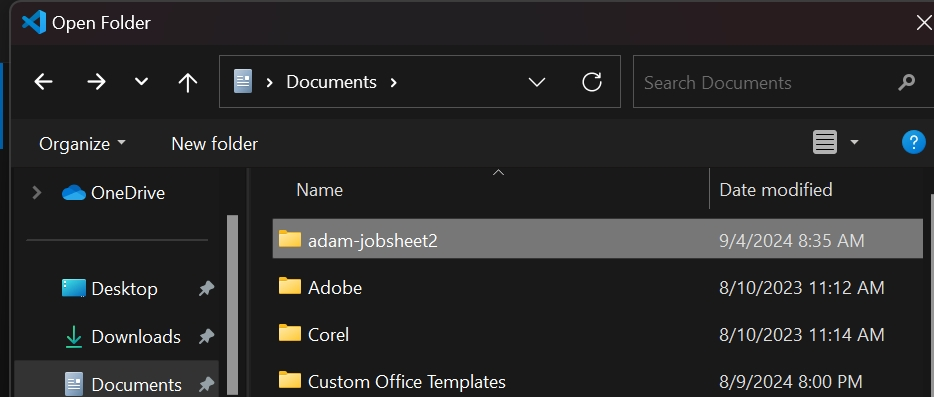 Open Folder
Documents
Search Documents
Organize New folder
OneDrive
Name Date modified
adam-jobsheet2 9/4/2024 8:35 AM
Desktop
Adobe 8/10/2023 11:12 AM
Downloads
Corel 8/10/2023 11:14 AM
Documents
Custom Office Templates 8/9/2024 8:00 PM